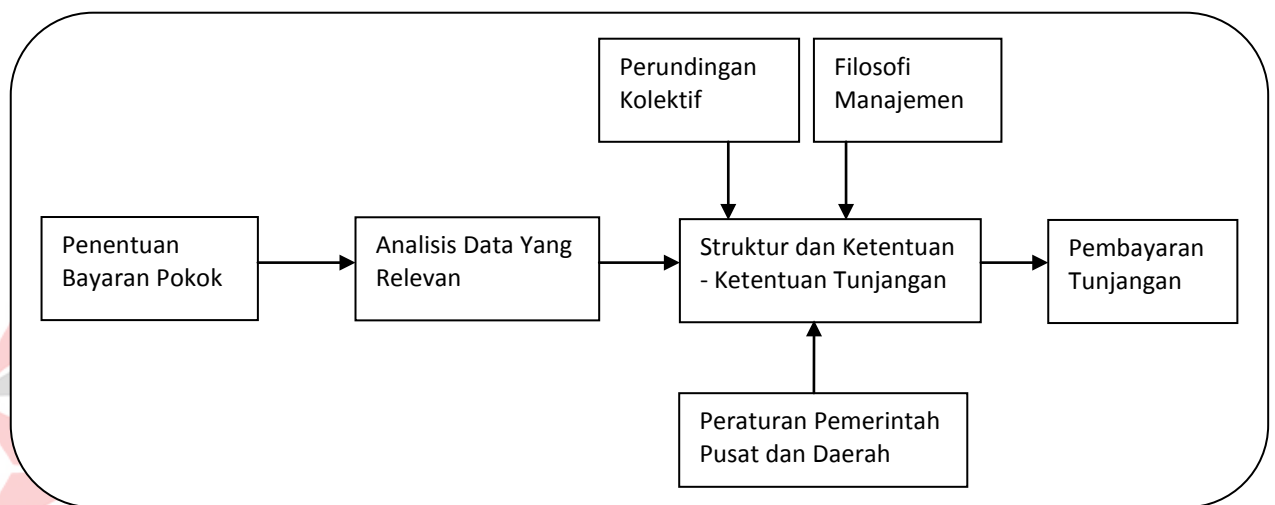 Perundingan
Kolektif
Filosofi
Manajemen
Penentuan
Bayaran Pokok
Analisis Data Yang
Relevan
Struktur dan Ketentuan
- Ketentuan Tunjangan
Pembayaran
Tunjangan
Peraturan Pemerintah
Pusat dan Daerah